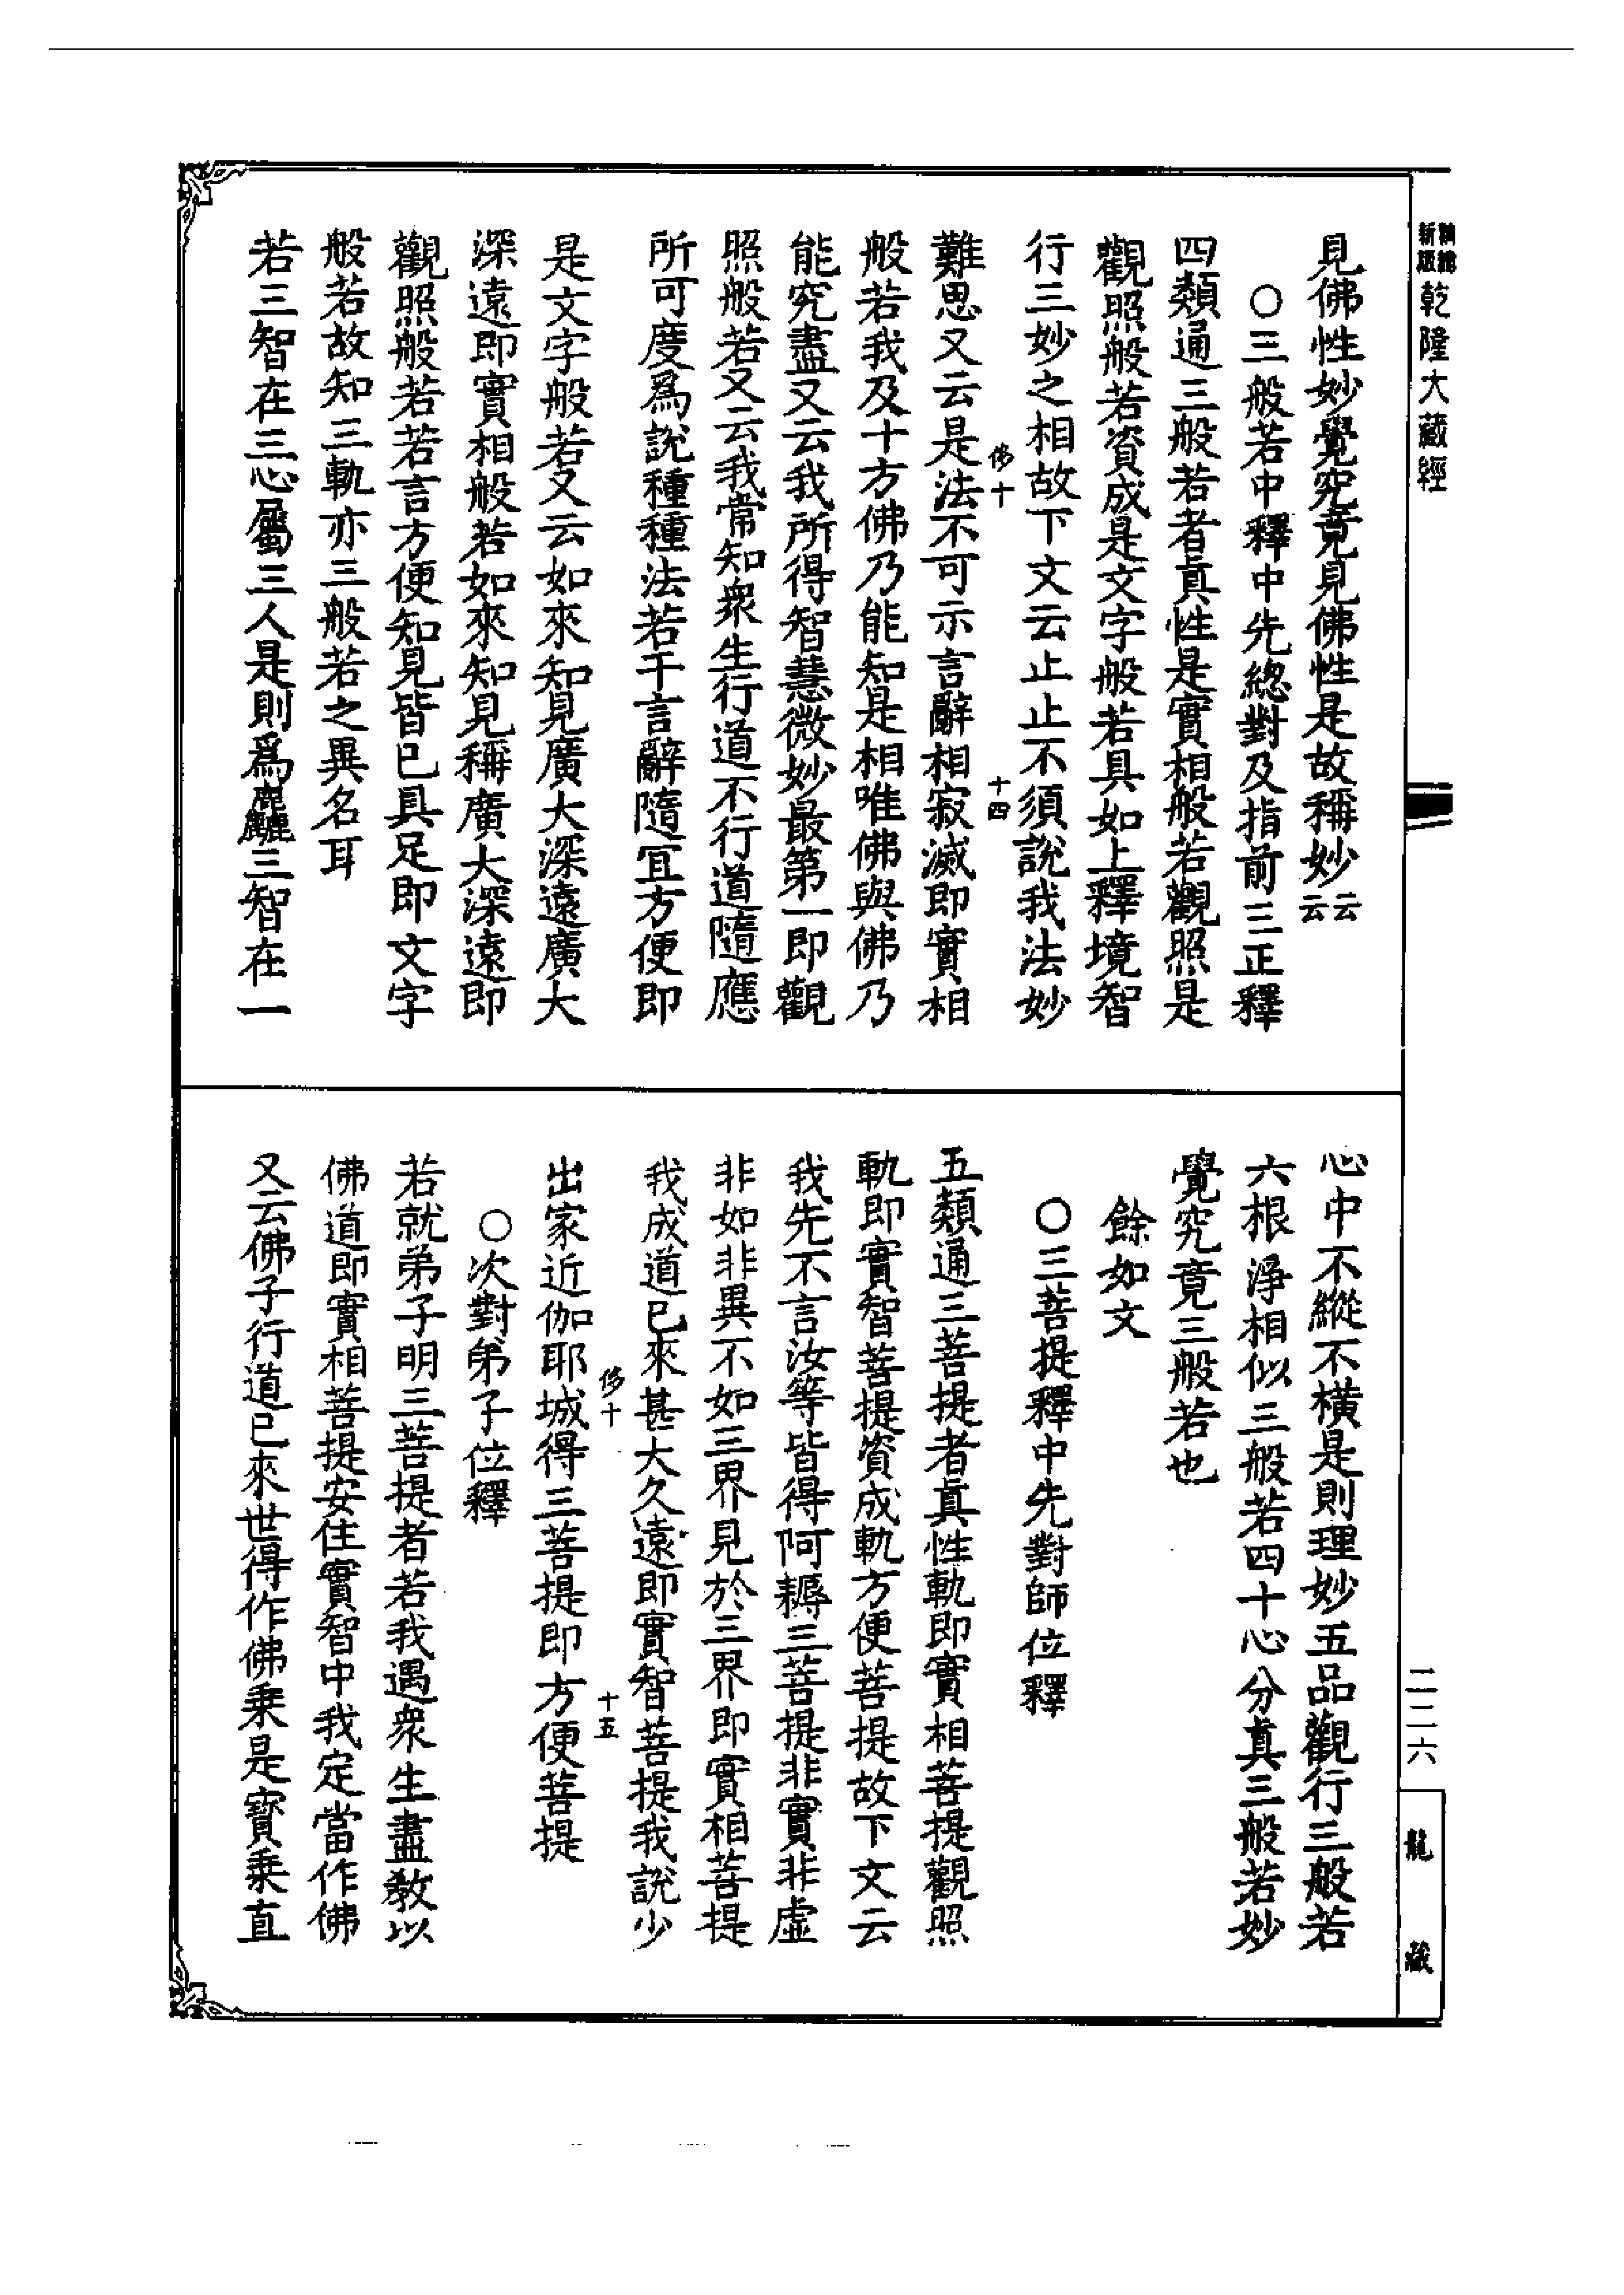 新版乾隆大藏經
見佛性妙覺究竟見佛性是故稱妙云云
○三般若中釋中先總對及指前三正釋
四類通三般若者真性是實相般若觀照是
觀照般若資成是文字般若具如上釋境智
行三妙之相故下文云止止不須說我法妙
難思又云是法不可示言辭相寂滅即實相
般若我及十方佛乃能知是相唯佛與佛乃
能究盡又云我所得智慧微妙最第一即觀
照般若又云我常知衆生行道不行道隨應
所可度爲說種種法若干言辭隨宜方便即
是文字般若又云如來知見廣大深遠廣大
深遠即實相般若如來知見稱廣大深遠即
觀照般若若言方便知見皆已具足即文字
般若故知三軌亦三般若之異名耳
若三智在三心屬三人是則爲麤三智在一
十四
心中不縱不橫是則理妙五品觀行三般若
六根淨相似三般若四十心分真三般若妙
覺究竟三般若也
餘如文
○三菩提釋中先對師位釋
五類通三菩提者真性軌即實相菩提觀照
軌即實智菩提資成軌方便菩提故下文云
我先不言汝等皆得阿耨三菩提非實非虛
非如非異不如三界見於三界即實相菩提
我成道已來甚大久遠即實智菩提我說少
出家近伽耶城得三菩提即方便菩提
○次對弟子位釋
若就弟子明三菩提者若我遇衆生盡教以
佛道即實相菩提安住實智中我定當作佛
又云佛子行道已來世得作佛乘是寶乘直
十五
二二六
龍藏